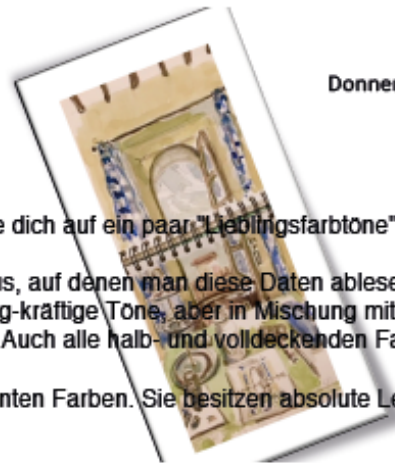 Donner
e dich auf ein paar "Lieblingsfarbtöne"
us, auf denen man diese Daten ablese
g-kräftige Töne, aber in Mischung mit
Auch alle halb- und volldeckenden Fa
nten Farben. Sie besitzen absolute Le